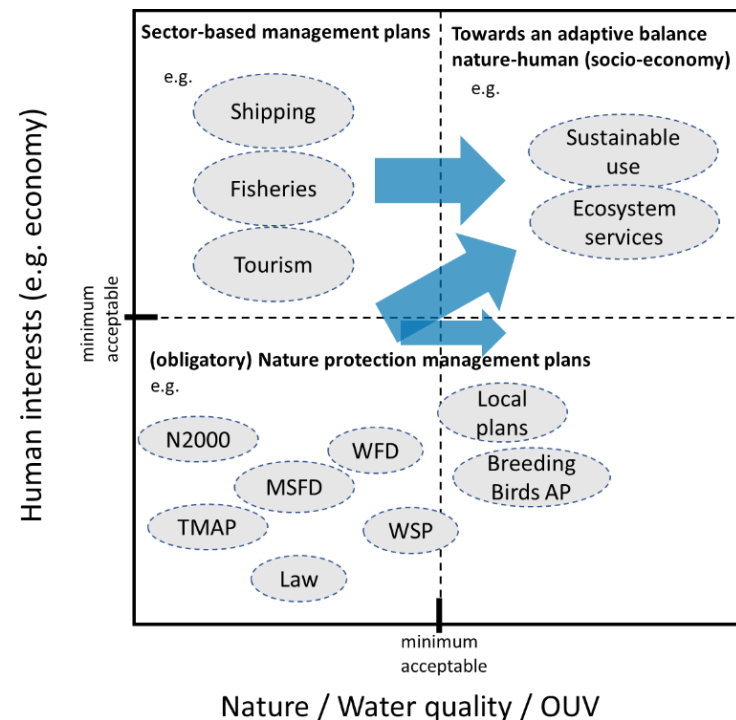 Sector-based management plans
e.g.
Shipping
Fisheries
Tourism
Towards an adaptive balance
nature-human (socio-economy)
e.g.
Sustainable
use
Ecosystem
services
Human interests (e.g. economy)
minimum
acceptable
(obligatory) Nature protection management plans
e.g.
N2000
WFD
MSFD
TMAP
WSP
Law
Local
plans
Breeding
Birds AP
minimum
acceptable
Nature / Water quality / OUV